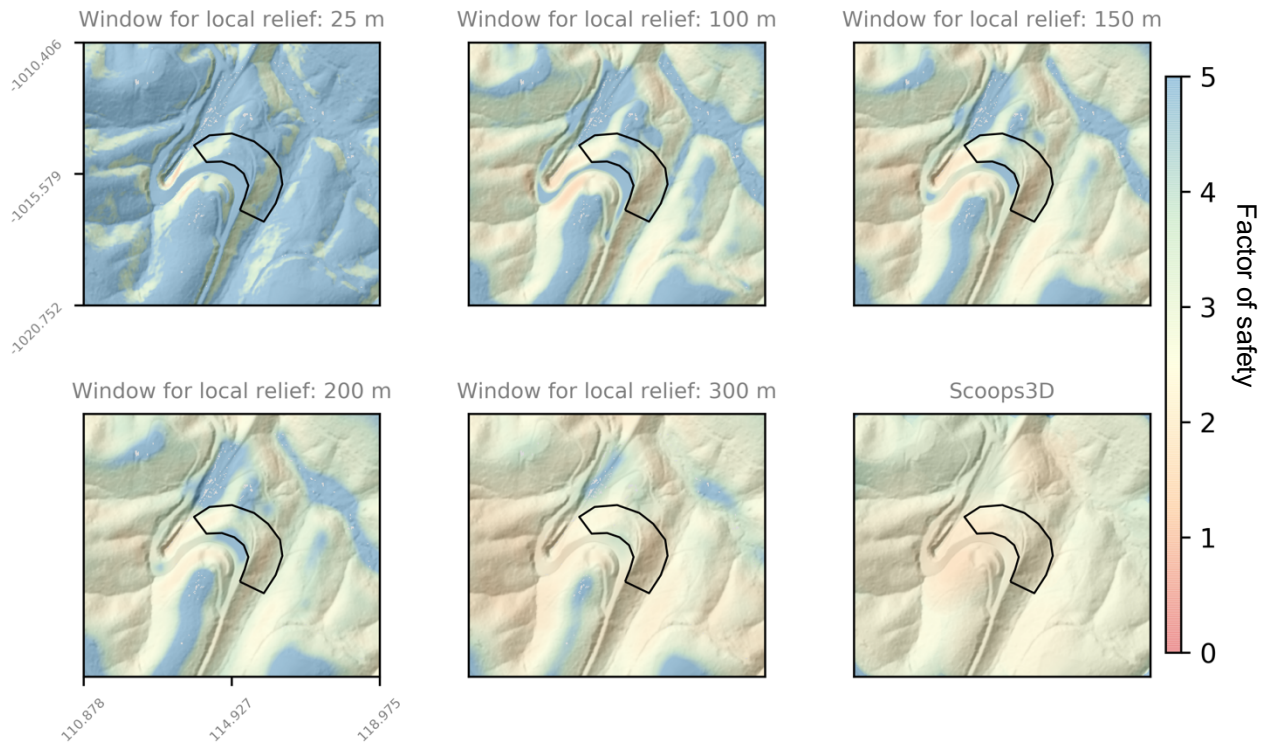 Window for local relief: 25 m
Window for local relief: 100 m
Window for local relief: 150 m
-1010.406
-1015.579
-1020.752
5
4
3
2
1
0
Factor of safety
Window for local relief: 200 m
Window for local relief: 300 m
Scoops3D
110.878
114.927
118.975